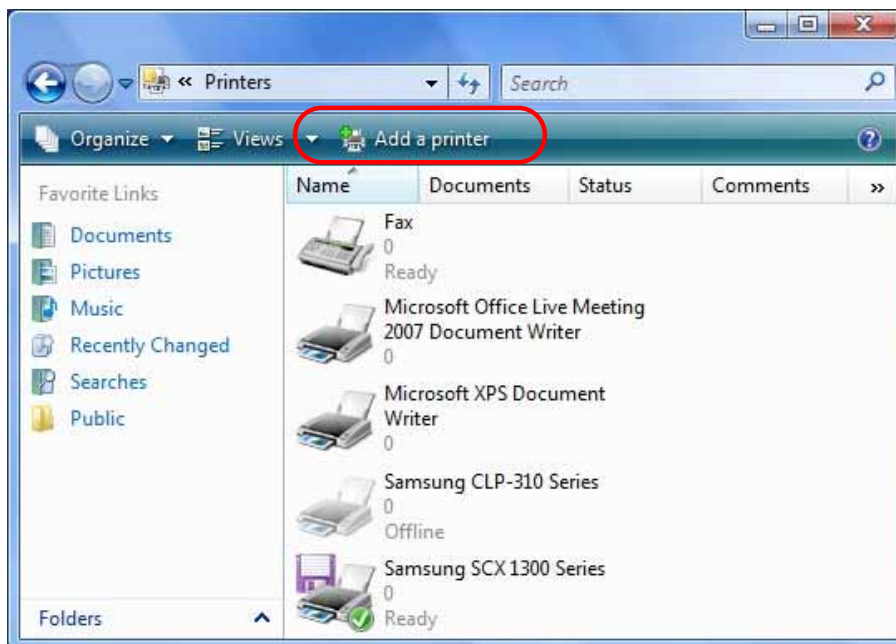 « Printers
Search
Organize
Views
Add a printer
?
Favorite Links
Documents
Pictures
Music
Recently Changed
Searches
Public
Folders
Name Documents Status Comments »
Fax
0
Ready
Microsoft Office Live Meeting
2007 Document Writer
0
Microsoft XPS Document
Writer
0
Samsung CLP-310 Series
0
Offline
Samsung SCX 1300 Series
0
Ready